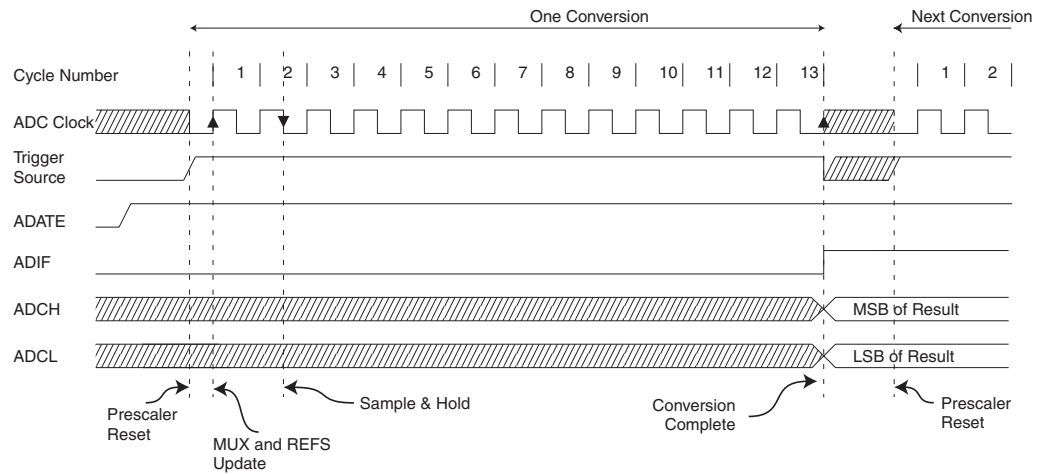 One Conversion
Next Conversion
Cycle Number
1 2 3 4 5 6 7 8 9 10 11 12 13 1 2
ADC Clock
Trigger
Source
ADATE
ADIF
ADCH
MSB of Result
ADCL
LSB of Result
Prescaler
Reset
MUX and REFS
Update
Sample & Hold
Conversion
Complete
Prescaler
Reset